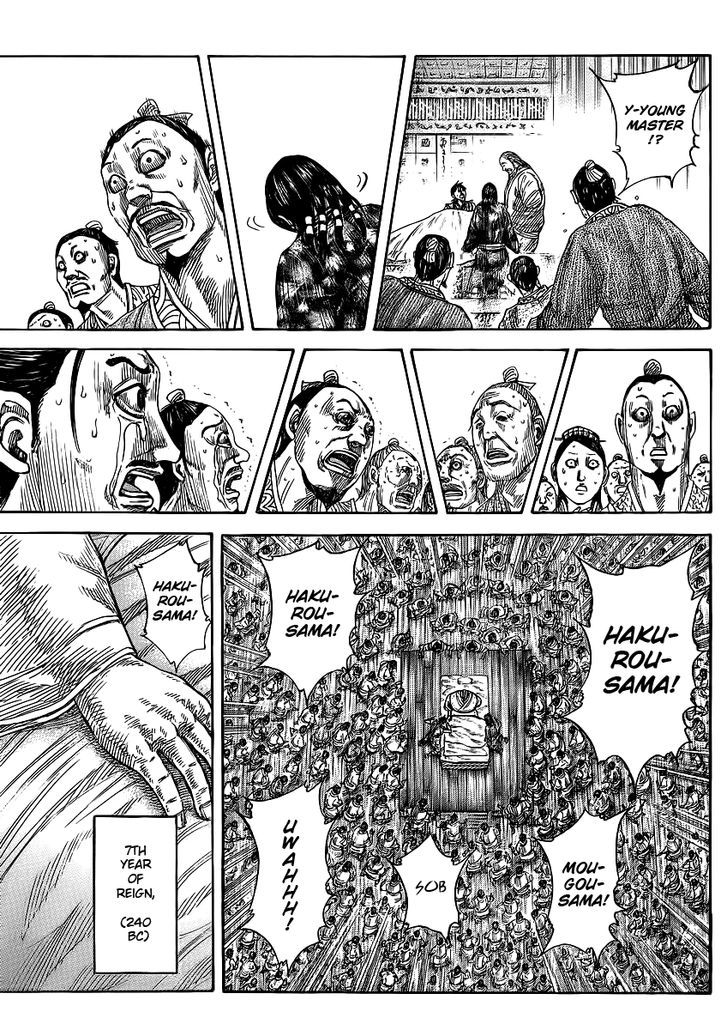 Y-YOUNG
MASTER
!?
HAKU-
ROU-
SAMA!
HAKU-
ROU-
SAMA!
MOU-
GOU-
SAMA!
SOB
UWAHHH!
HAKU-
ROU-
SAMA!
7TH
YEAR
OF
REIGN,
(240
BC)